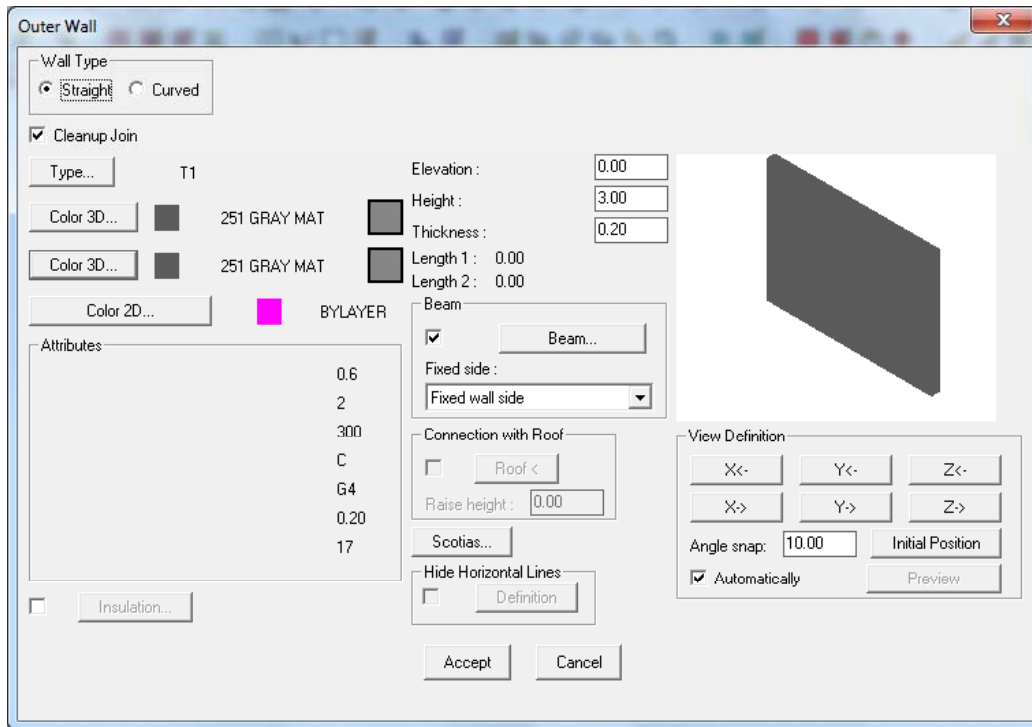 Outer Wall
Wall Type
Straight Curved
Cleanup Join
Type... T1
Color 3D... 251 GRAY MAT
Color 3D... 251 GRAY MAT
Color 2D... BYLAYER
Attributes
0.6
2
300
C
G4
0.20
17
Insulation...
Elevation : 0.00
Height : 3.00
Thickness : 0.20
Length 1 : 0.00
Length 2 : 0.00
Beam
Beam...
Fixed side :
Fixed wall side
Connection with Roof
Roof <
Raise height : 0.00
Scotias...
Hide Horizontal Lines
Definition
View Definition
X<- Y<- Z<-
X-> Y-> Z->
Angle snap: 10.00 Initial Position
Automatically Preview
Accept Cancel